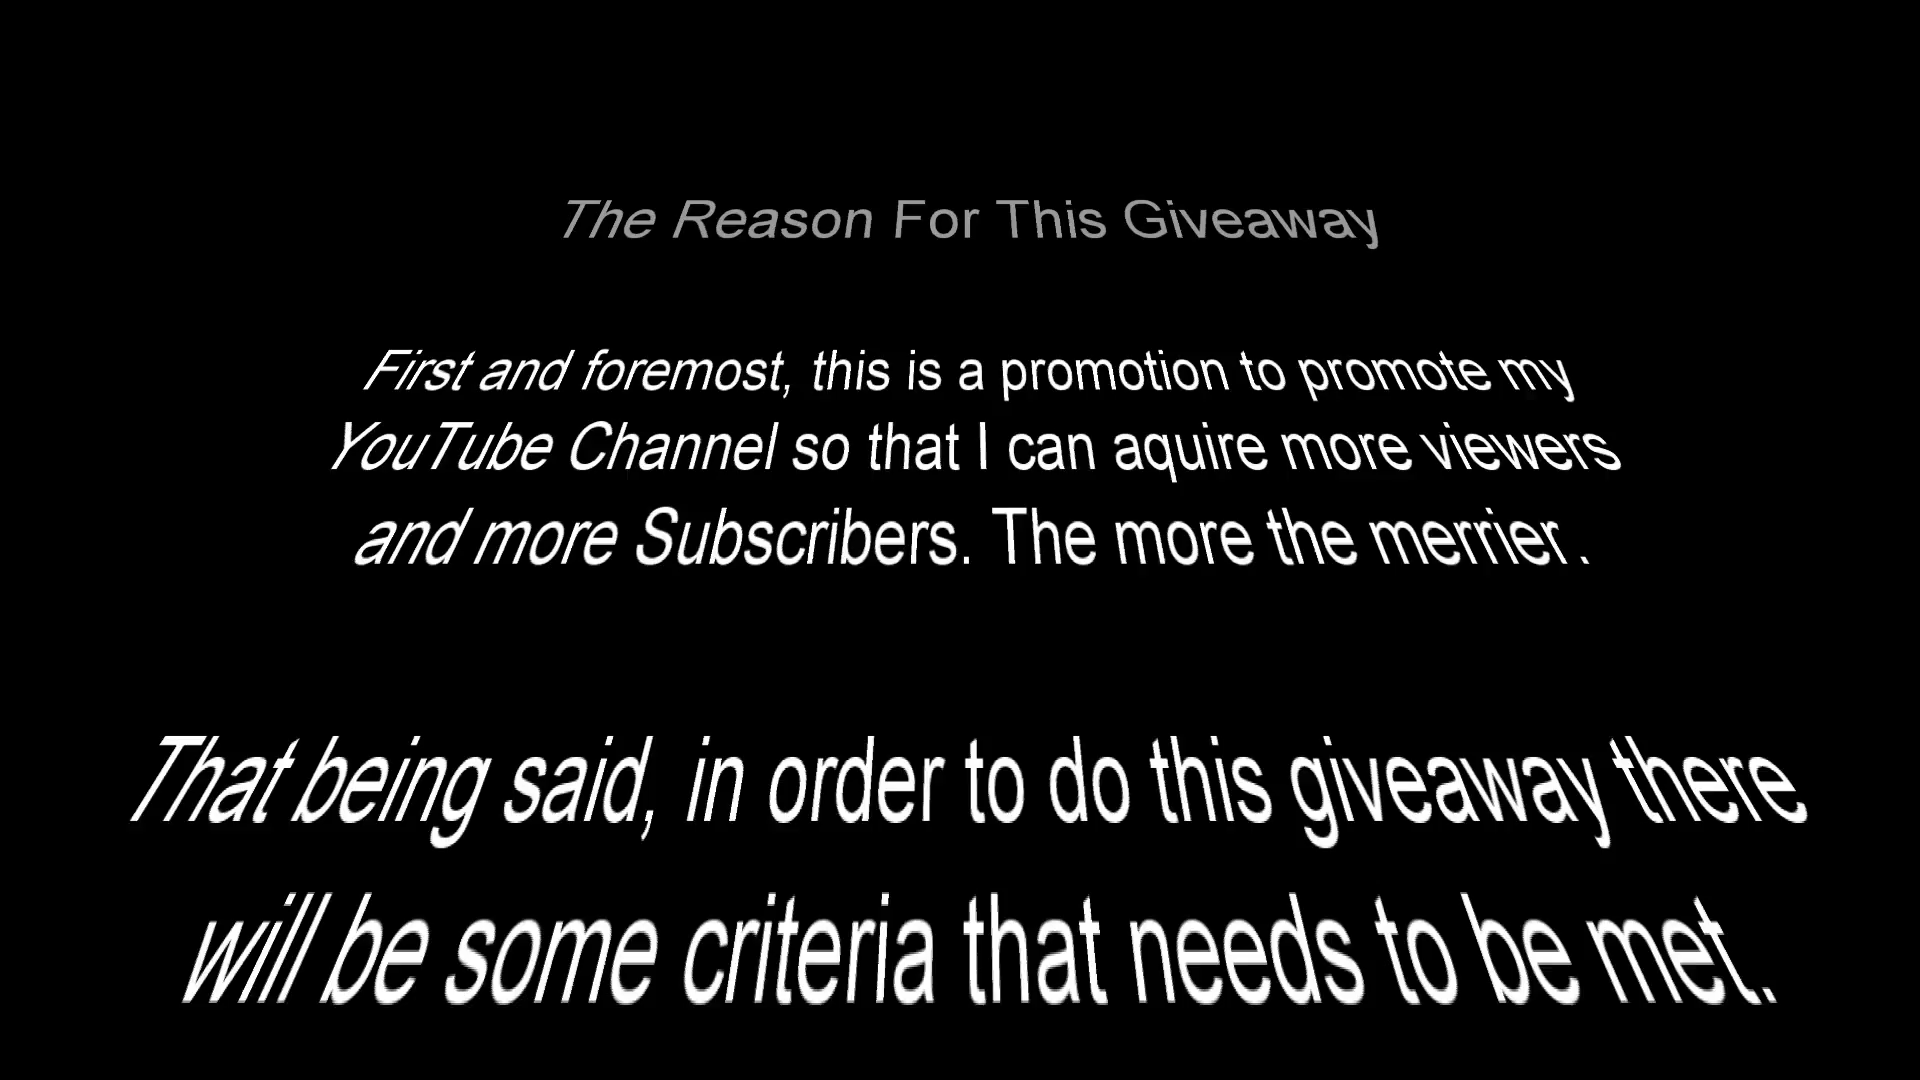 The Reason For This Giveaway
First and foremost, this is a promotion to promote my
YouTube Channel so that I can aquire more viewers
and more Subscribers. The more the merrier .
That being said, in order to do this giveaway there
will be some criteria that needs to be met.